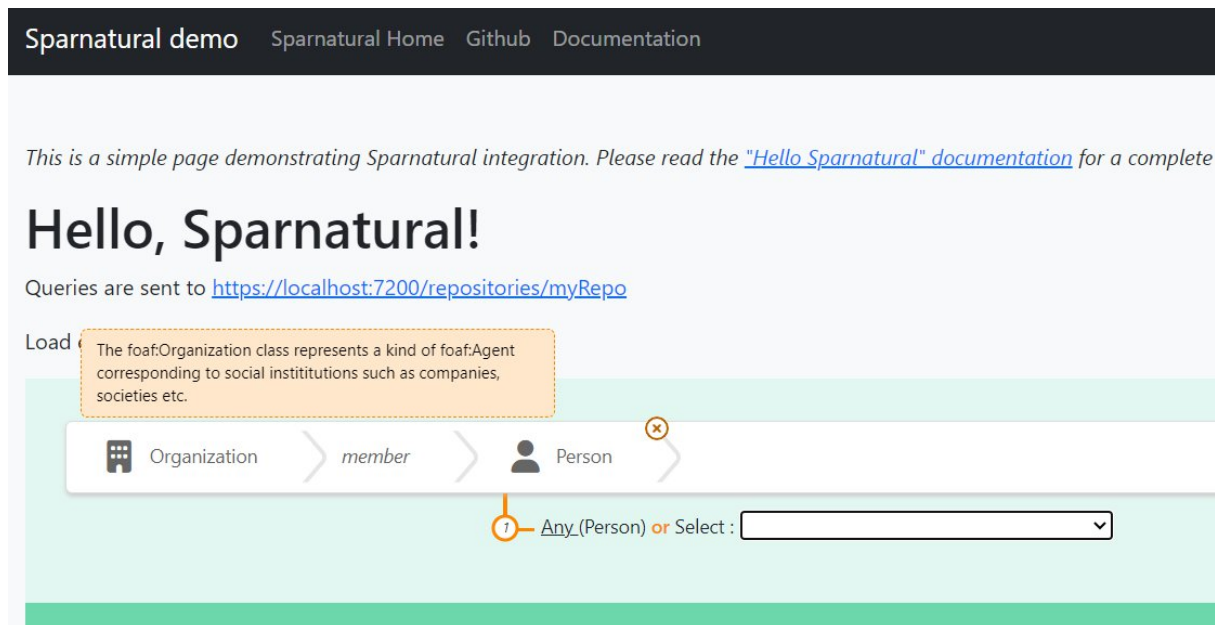 Sparnatural demo Sparnatural Home Github Documentation
This is a simple page demonstrating Sparnatural integration. Please read the "Hello Sparnatural" documentation for a complete
Hello, Sparnatural!
Queries are sent to https://localhost:7200/repositories/myRepo
Load
The foaf:Organization class represents a kind of foaf:Agent
corresponding to social instititutions such as companies,
societies etc.
Organization member Person
1 Any (Person) or Select :